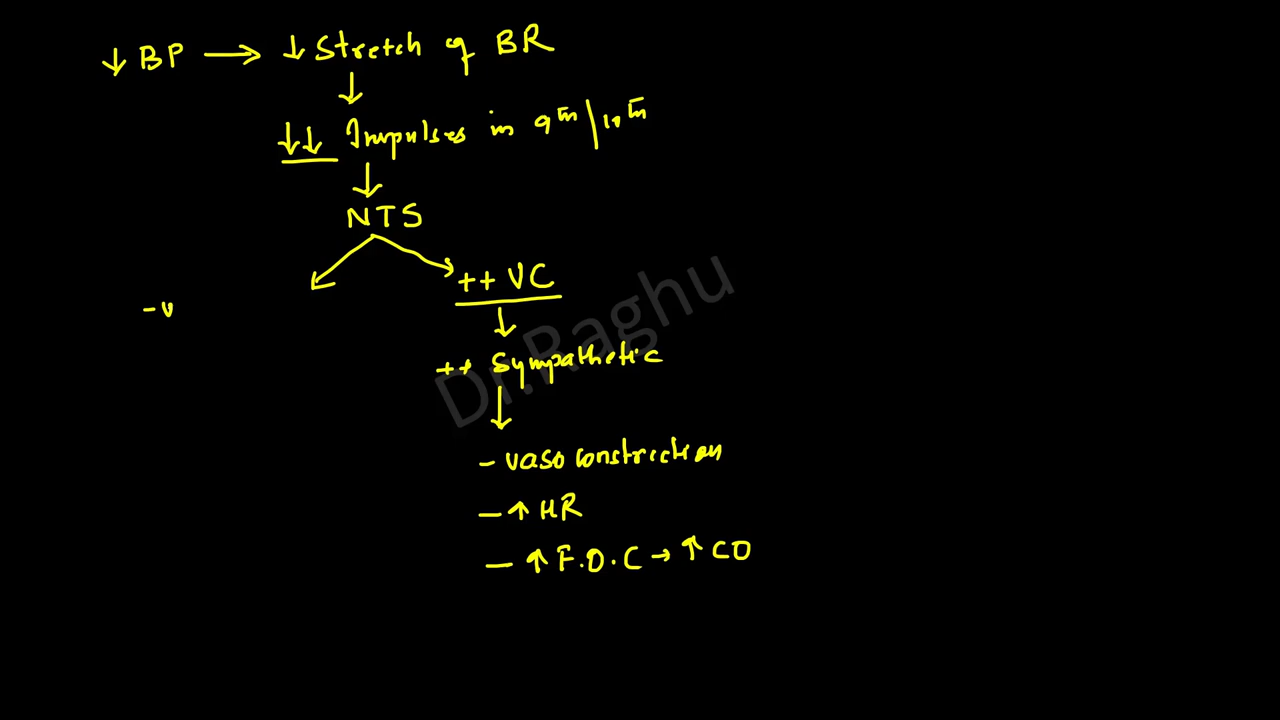 ↓ BP → ↓ Stretch of BR
↓
↓↓ Impulses in 9th/10th
↓
NTS
++ VC
- v
↓
++ Sympathetic
↓
- vasoconstriction
- ↑ HR
- ↑ F.O.C → ↑ CO
Dr.Raghu